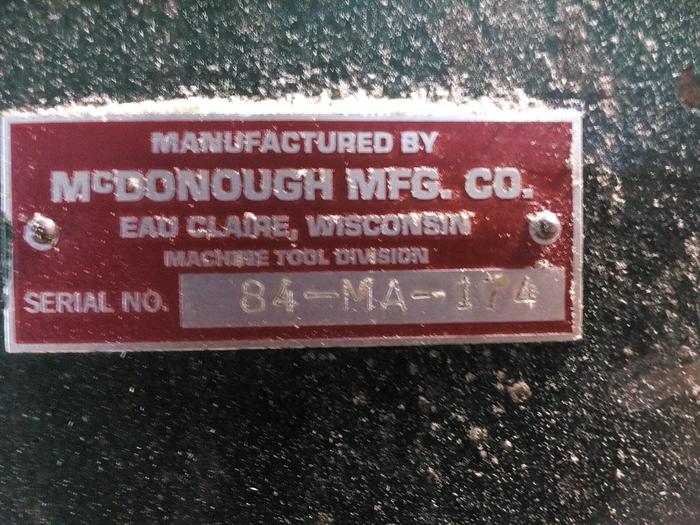 MANUFACTURED BY
McDONOUGH MFG. CO.
EAU CLAIRE, WISCONSIN
MACHINE TOOL DIVISION
SERIAL NO. 84-MA-174